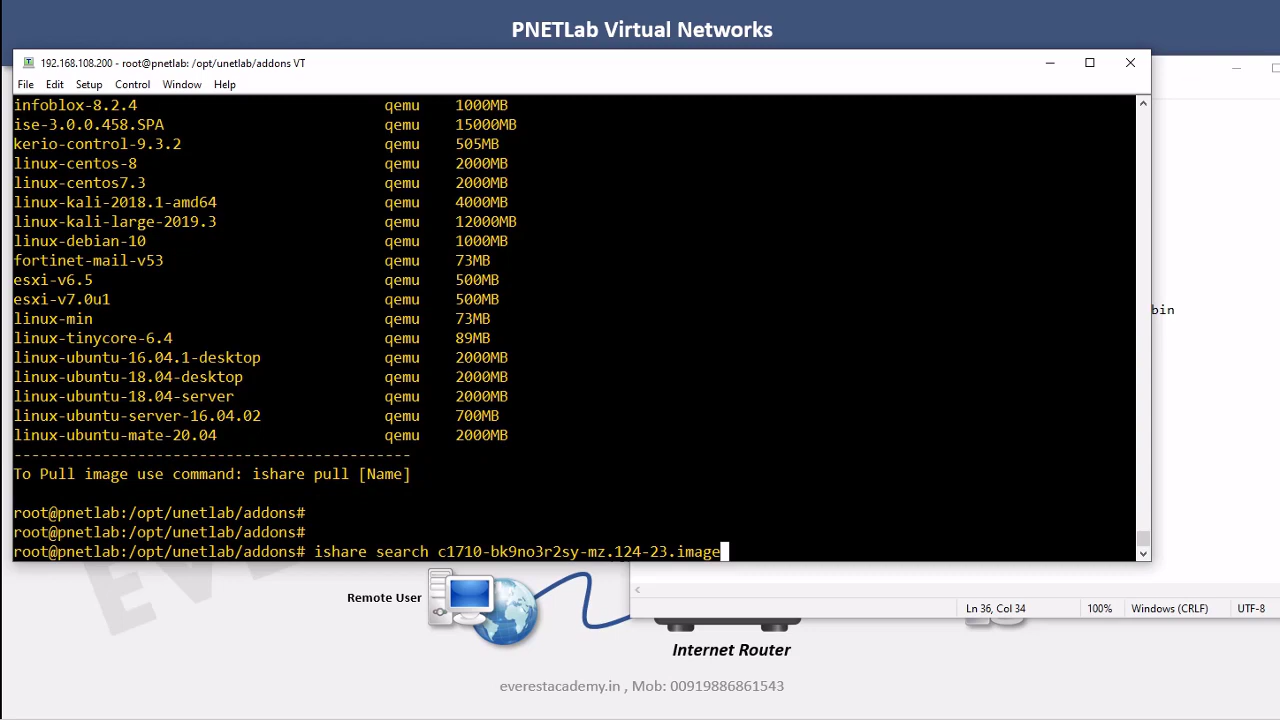 PNETLab Virtual Networks
192.168.108.200 - root@pnetlab: /opt/unetlab/addons VT
File Edit Setup Control Window Help
infoblox-8.2.4 qemu 1000MB
ise-3.0.0.458.SPA qemu 15000MB
kerio-control-9.3.2 qemu 505MB
linux-centos-8 qemu 2000MB
linux-centos7.3 qemu 2000MB
linux-kali-2018.1-amd64 qemu 4000MB
linux-kali-large-2019.3 qemu 12000MB
linux-debian-10 qemu 1000MB
fortinet-mail-v53 qemu 73MB
esxi-v6.5 qemu 500MB
esxi-v7.0u1 qemu 500MB
linux-min qemu 73MB
linux-tinycore-6.4 qemu 89MB
linux-ubuntu-16.04.1-desktop qemu 2000MB
linux-ubuntu-18.04-desktop qemu 2000MB
linux-ubuntu-18.04-server qemu 2000MB
linux-ubuntu-server-16.04.02 qemu 700MB
linux-ubuntu-mate-20.04 qemu 2000MB
---------------------------------------------
To Pull image use command: ishare pull [Name]
root@pnetlab:/opt/unetlab/addons#
root@pnetlab:/opt/unetlab/addons#
root@pnetlab:/opt/unetlab/addons# ishare search c1710-bk9no3r2sy-mz.124-23.image
bin
Ln 36, Col 34 100% Windows (CRLF) UTF-8
Remote User
Internet Router
everestacademy.in , Mob: 00919886861543